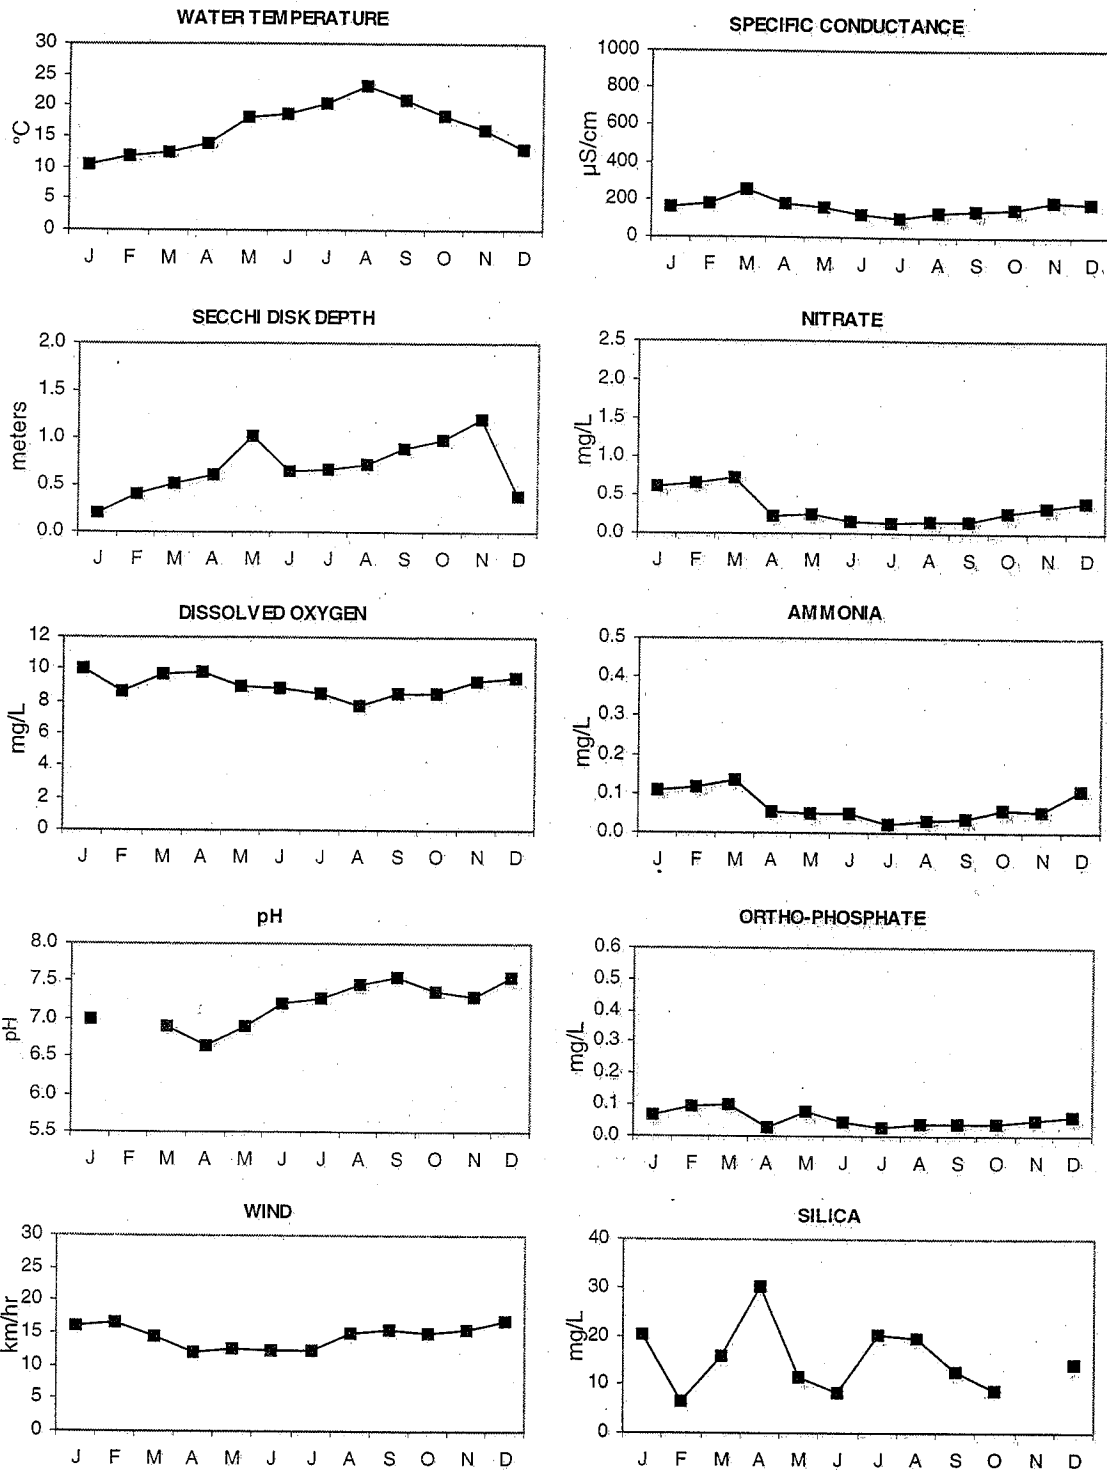 WATER TEMPERATURE
30
25
20
15
10
5
0
°C
J F M A M J J A S O N D
SPECIFIC CONDUCTANCE
1000
800
600
400
200
0
µS/cm
J F M A M J J A S O N D
SECCHI DISK DEPTH
2.0
1.5
1.0
0.5
0.0
meters
J F M A M J J A S O N D
NITRATE
2.5
2.0
1.5
1.0
0.5
0.0
mg/L
J F M A M J J A S O N D
DISSOLVED OXYGEN
12
10
8
6
4
2
0
mg/L
J F M A M J J A S O N D
AMMONIA
0.5
0.4
0.3
0.2
0.1
0.0
mg/L
J F M A M J J A S O N D
pH
8.0
7.5
7.0
6.5
6.0
5.5
pH
J F M A M J J A S O N D
ORTHO-PHOSPHATE
0.6
0.5
0.4
0.3
0.2
0.1
0.0
mg/L
J F M A M J J A S O N D
WIND
30
25
20
15
10
5
0
km/hr
J F M A M J J A S O N D
SILICA
40
30
20
10
0
mg/L
J F M A M J J A S O N D